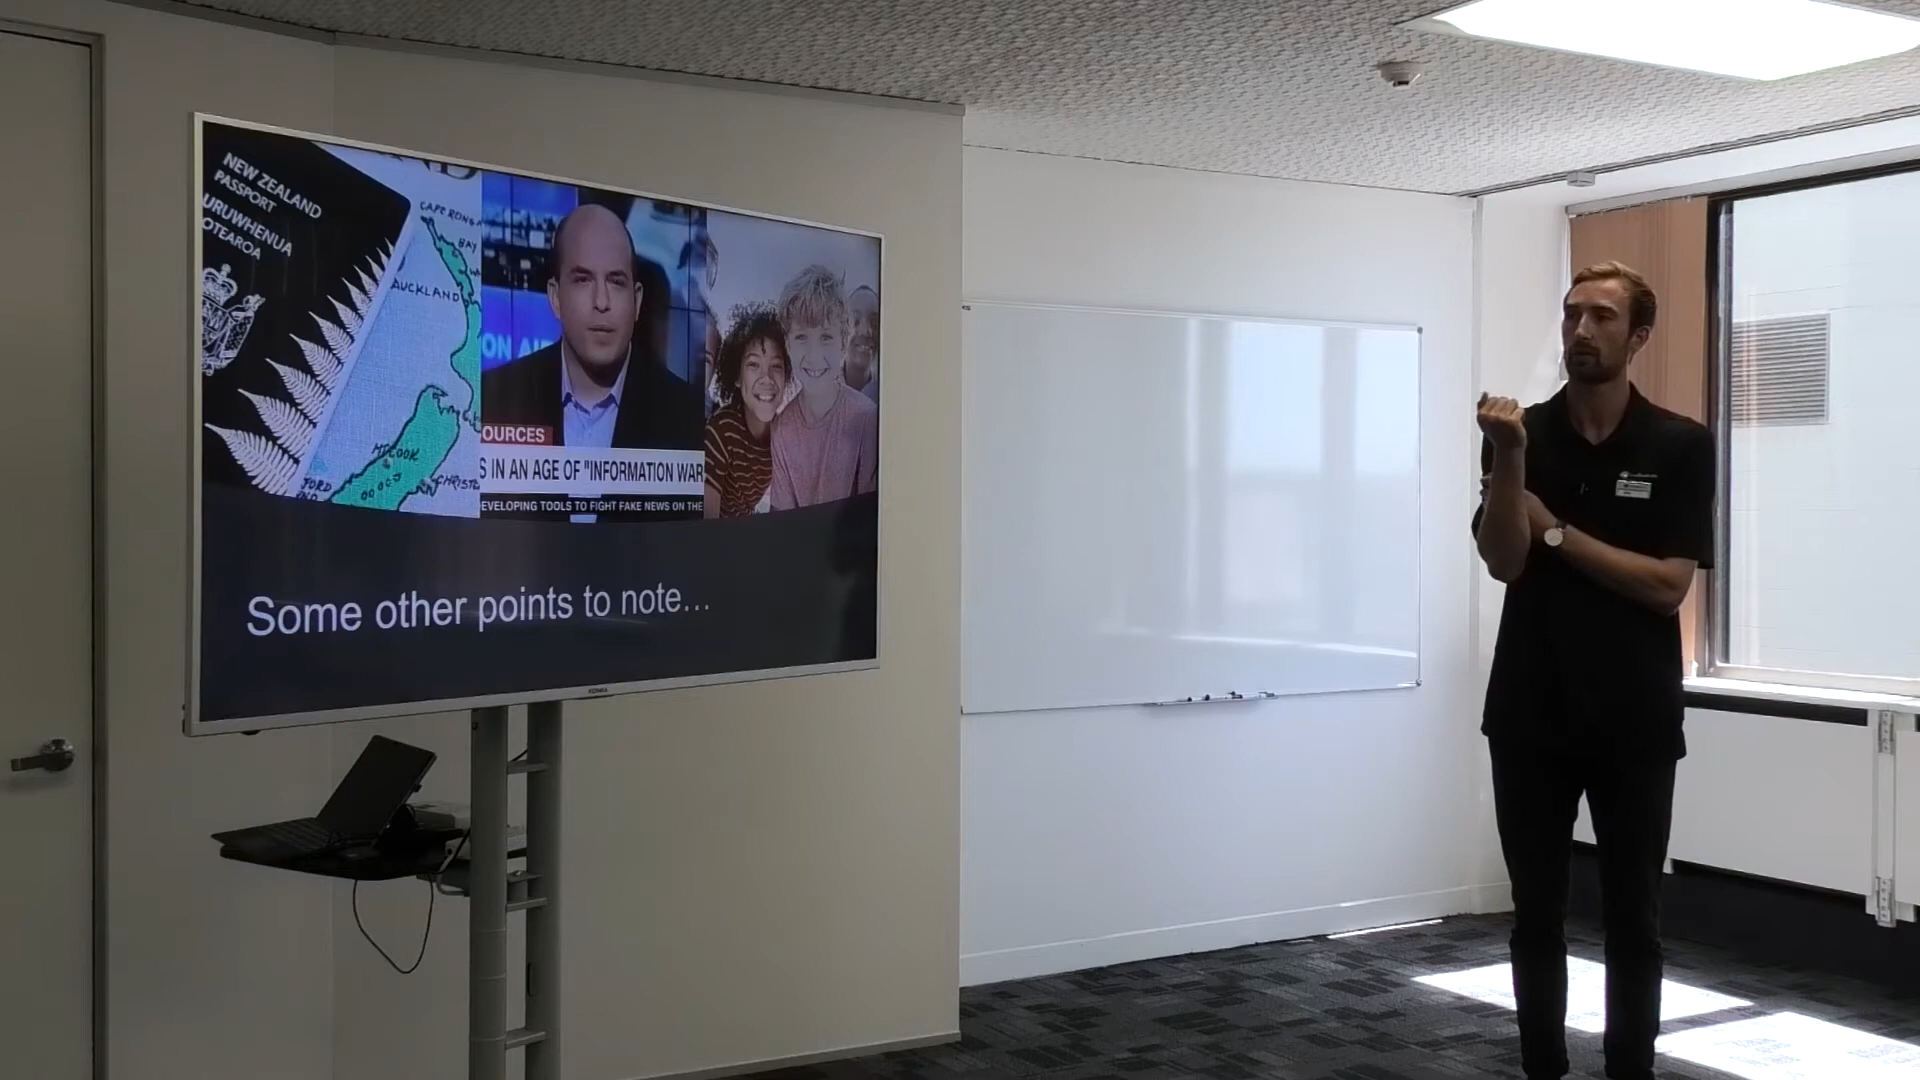 NEW ZEALAND
PASSPORT
URUWHENUA
OTEAROA
CAPE REINGA
BAY
AUCKLAND
MT COOK
ON AI
OURCES
S IN AN AGE OF "INFORMATION WAR
EVELOPING TOOLS TO FIGHT FAKE NEWS ON THE
Some other points to note...
KONKA